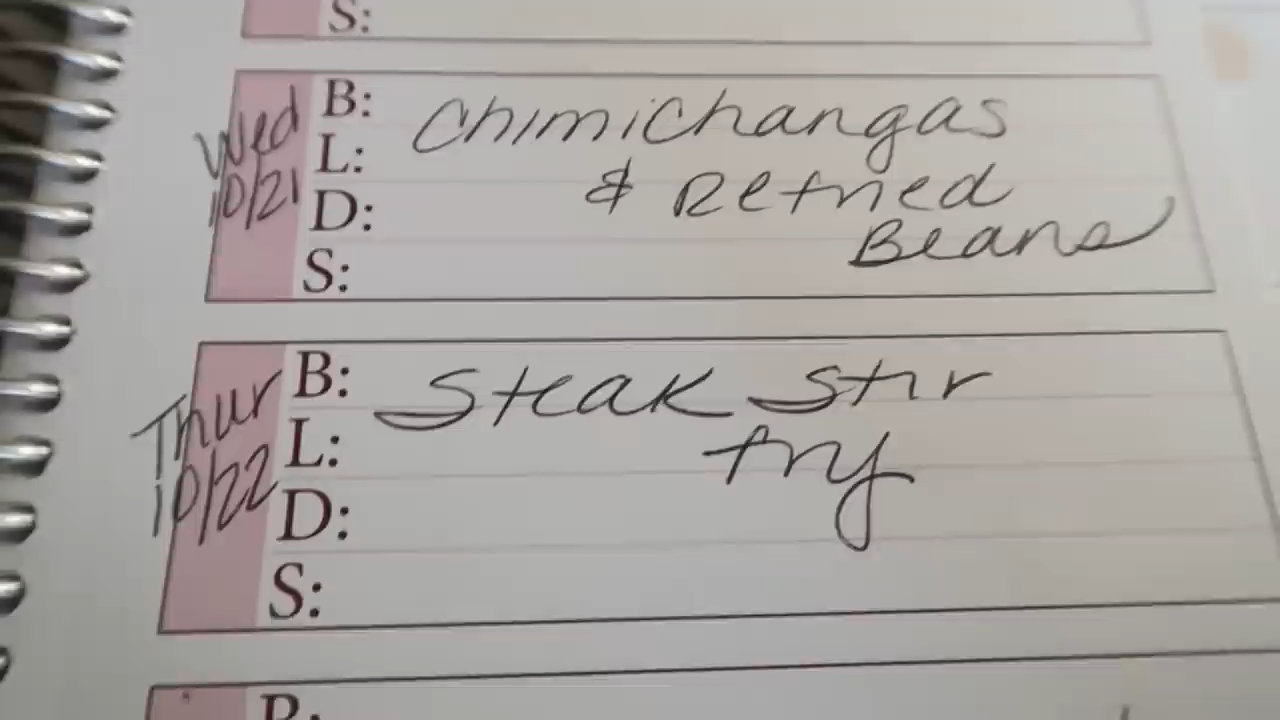 S:
Wed
10/21
B:
L:
D:
S:
Chimichangas
& Refried
Beans
Thur
10/22
B:
L:
D:
S:
Steak Stir
fry
B: